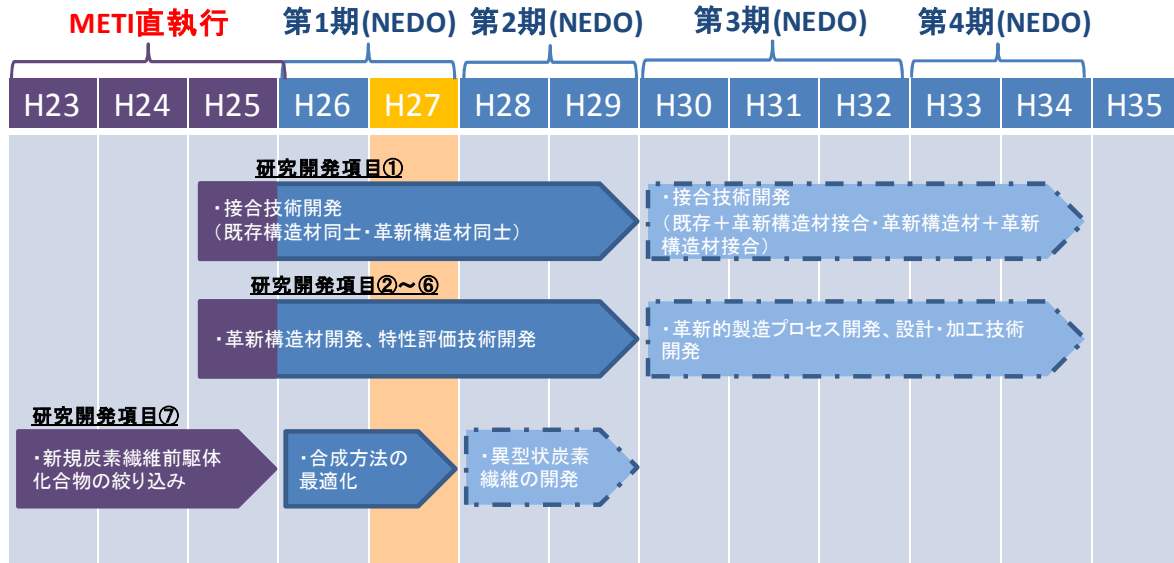 METI直執行 第1期(NEDO) 第2期(NEDO) 第3期(NEDO) 第4期(NEDO)
H23 H24 H25 H26 H27 H28 H29 H30 H31 H32 H33 H34 H35
研究開発項目①
・接合技術開発
（既存構造材同士・革新構造材同士）
・接合技術開発
（既存＋革新構造材接合・革新構造材＋革新
構造材接合）
研究開発項目②～⑥
・革新構造材開発、特性評価技術開発
・革新的製造プロセス開発、設計・加工技術
開発
研究開発項目⑦
・新規炭素繊維前駆体
化合物の絞り込み
・合成方法の
最適化
・異型状炭素
繊維の開発